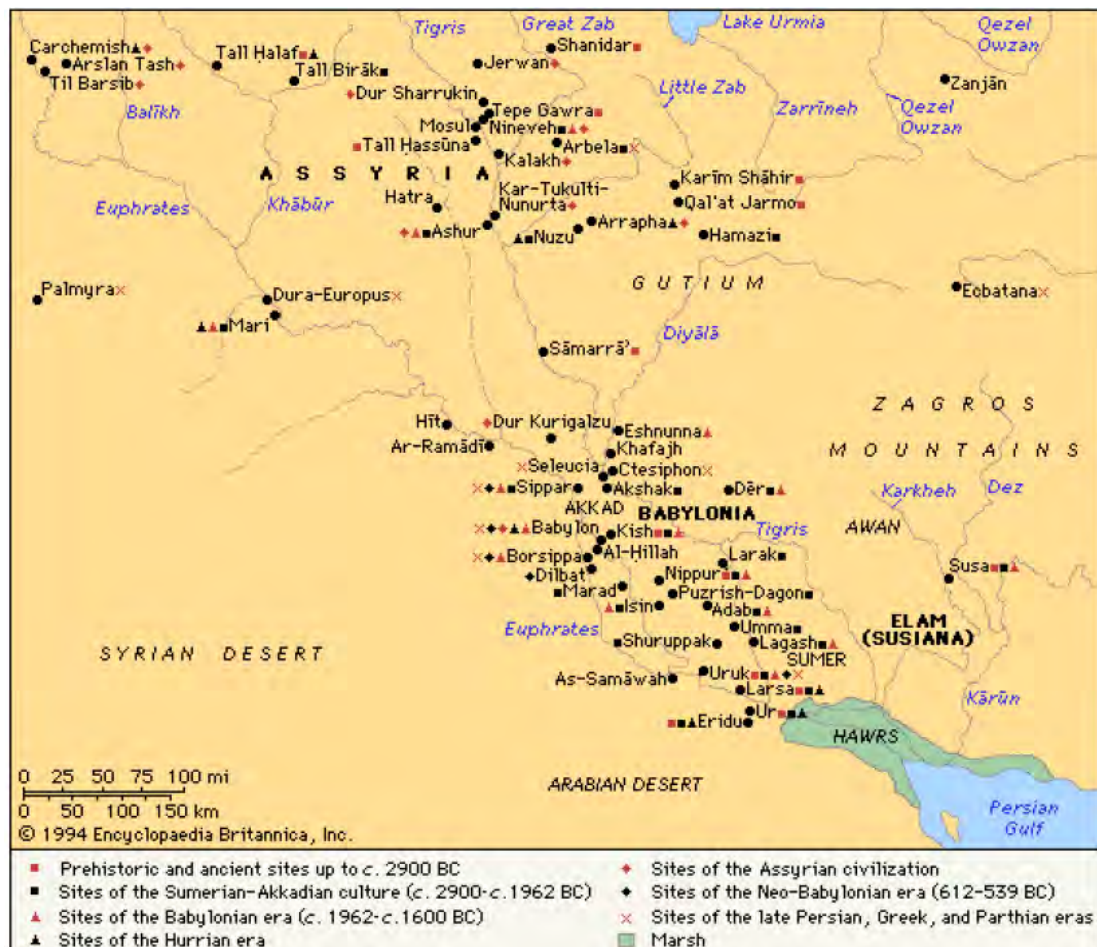 Tigris
Great Zab
Lake Urmia
Qezel
Owzan
Carchemish
Arslan Tash
Til Barsib
Tall Ḥalaf
Tall Birāk
Shanidar
Jerwan
Dur Sharrukin
Little Zab
Zanjān
Balīkh
Tepe Gawra
Mosul
Nineveh
Zarrīneh
Qezel
Owzan
Tall Ḥassūna
Arbela
Kalakh
ASSYRIA
Karīm Shāhir
Euphrates
Khābūr
Hatra
Kar-Tukulti-
Nunurta
Qal'at Jarmo
Ashur
Nuzu
Arrapha
Hamazi
GUTIUM
Palmyra
Dura-Europus
Ecbatana
Mari
Diyālā
Sāmarrā'
ZAGROS
MOUNTAINS
Hīt
Dur Kurigalzu
Eshnunna
Ar-Ramādī
Khafajh
Seleucia
Ctesiphon
Sippar
Akshak
Dēr
Karkheh
Dez
AKKAD
BABYLONIA
Babylon
Kish
Tigris
AWAN
Borsippa
Al-Ḥillah
Larak
Susa
Dilbat
Nippur
Marad
Puzrish-Dagon
Isin
Adab
Euphrates
Umma
ELAM
(SUSIANA)
Shuruppak
Lagash
SYRIAN DESERT
SUMER
As-Samāwah
Uruk
Larsa
Kārūn
Ur
Eridu
HAWRS
ARABIAN DESERT
Persian
Gulf
0 25 50 75 100 mi
0 50 100 150 km
© 1994 Encyclopaedia Britannica, Inc.
Prehistoric and ancient sites up to c. 2900 BC
Sites of the Sumerian-Akkadian culture (c. 2900-c. 1962 BC)
Sites of the Babylonian era (c. 1962-c. 1600 BC)
Sites of the Hurrian era
Sites of the Assyrian civilization
Sites of the Neo-Babylonian era (612-539 BC)
Sites of the late Persian, Greek, and Parthian eras
Marsh